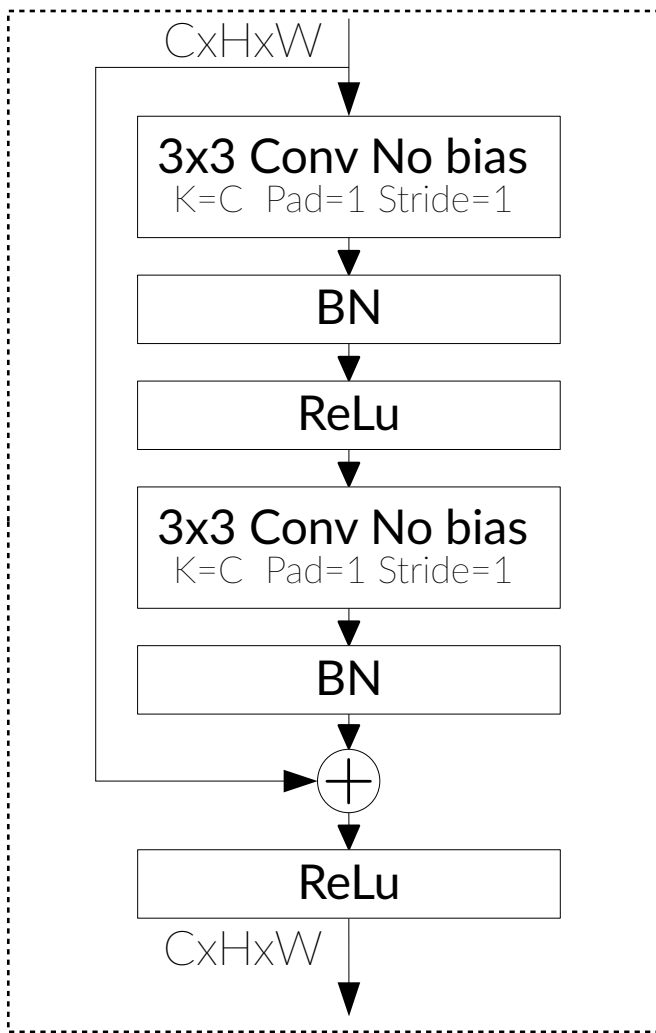 CxHxW
3x3 Conv No bias
K=C Pad=1 Stride=1
BN
ReLu
3x3 Conv No bias
K=C Pad=1 Stride=1
BN
ReLu
CxHxW